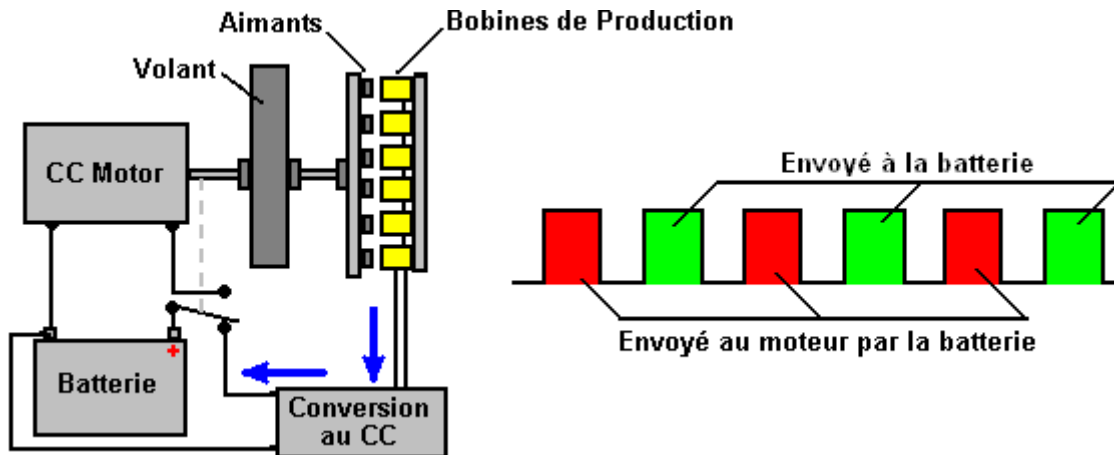 Aimants
Bobines de Production
Volant
CC Motor
Envoyé à la batterie
Envoyé au moteur par la batterie
+
Batterie
Conversion
au CC